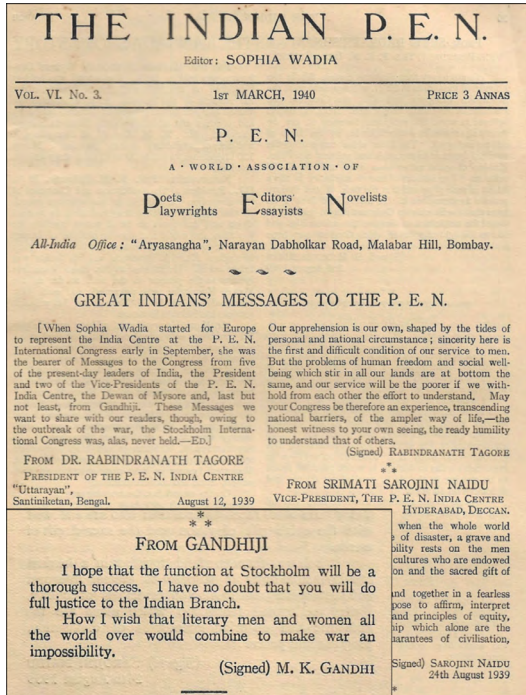 THE INDIAN P. E. N.
Editor: SOPHIA WADIA
VOL. VI. No. 3.
1ST MARCH, 1940
PRICE 3 ANNAS
P. E. N.
A · WORLD · ASSOCIATION · OF
Poets Editors Novelists
Playwrights Essayists
All-India Office : "Aryasangha", Narayan Dabholkar Road, Malabar Hill, Bombay.
GREAT INDIANS' MESSAGES TO THE P. E. N.
[When Sophia Wadia started for Europe
to represent the India Centre at the P. E. N.
International Congress early in September, she was
the bearer of Messages to the Congress from five
of the present-day leaders of India, the President
and two of the Vice-Presidents of the P. E. N.
India Centre, the Dewan of Mysore and, last but
not least, from Gandhiji. These Messages we
want to share with our readers, though, owing to
the outbreak of the war, the Stockholm Interna-
tional Congress was, alas, never held.—ED.]
FROM DR. RABINDRANATH TAGORE
PRESIDENT OF THE P. E. N. INDIA CENTRE
"Uttarayan",
Santiniketan, Bengal. August 12, 1939
Our apprehension is our own, shaped by the tides of
personal and national circumstance ; sincerity here is
the first and difficult condition of our service to men.
But the problems of human freedom and social well-
being which stir in all our lands are at bottom the
same, and our service will be the poorer if we with-
hold from each other the effort to understand. May
your Congress be therefore an experience, transcending
national barriers, of the ampler way of life,—the
honest witness to your own seeing, the ready humility
to understand that of others.
(Signed) RABINDRANATH TAGORE
FROM SRIMATI SAROJINI NAIDU
VICE-PRESIDENT, THE P. E. N. INDIA CENTRE
HYDERABAD, DECCAN.
when the whole world
of disaster, a grave and
bility rests on the men
cultures who are endowed
on and the sacred gift of
and together in a fearless
pose to affirm, interpret
and principles of equity,
hip which alone are the
arantees of civilisation,
Signed) SAROJINI NAIDU
24th August 1939
FROM GANDHIJI
I hope that the function at Stockholm will be a
thorough success. I have no doubt that you will do
full justice to the Indian Branch.
How I wish that literary men and women all
the world over would combine to make war an
impossibility.
(Signed) M. K. GANDHI